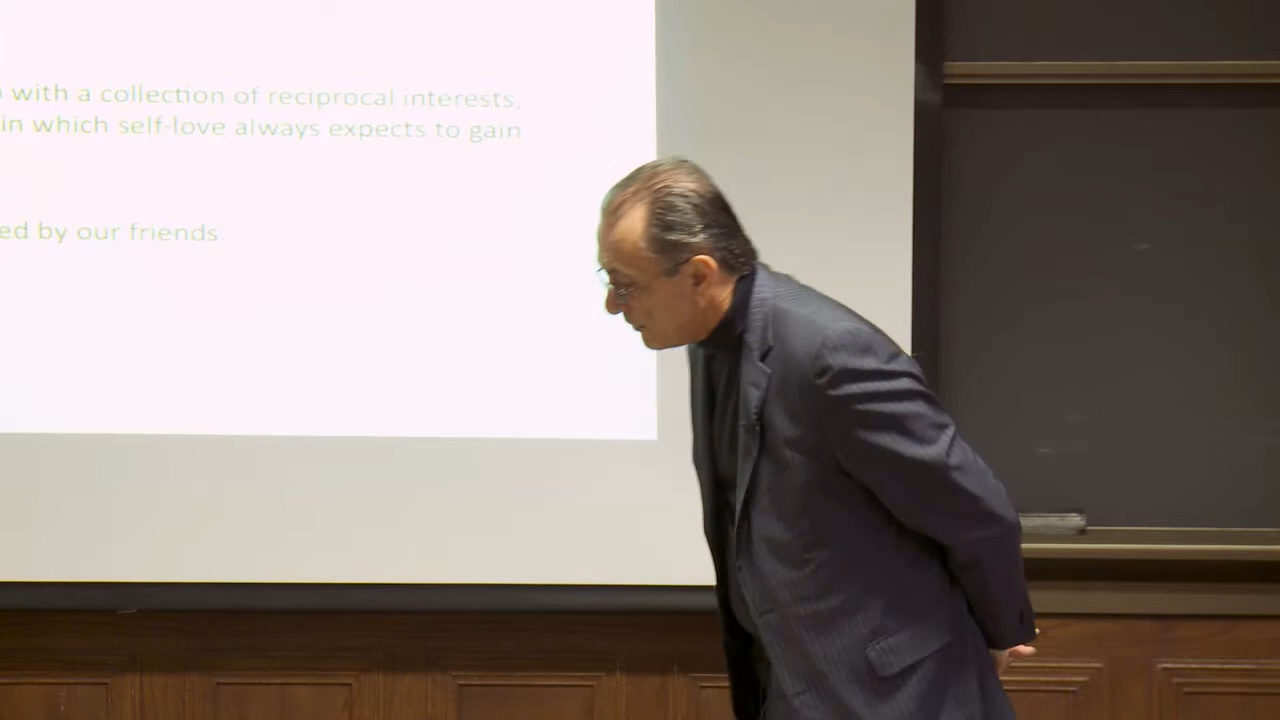 with a collection of reciprocal interests,
in which self-love always expects to gain
ed by our friends.